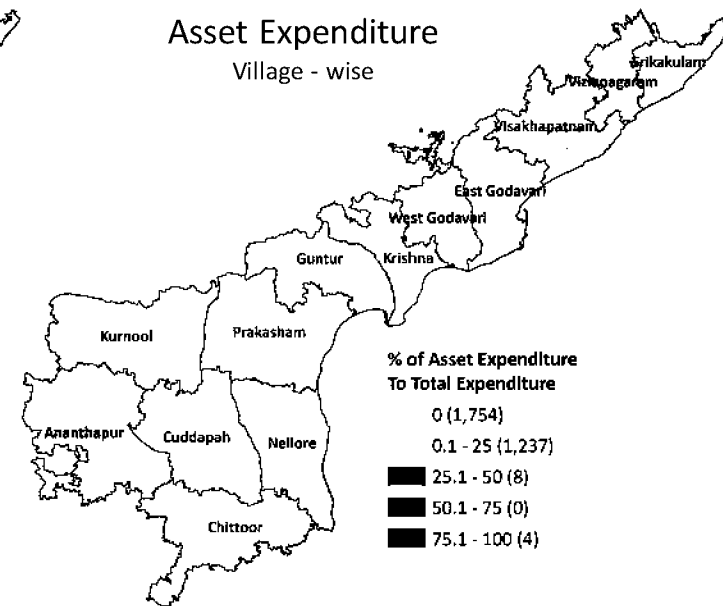 Asset Expenditure
Village - wise
Srikakulam
Vizianagaram
Visakhapatnam
East Godavari
West Godavari
Krishna
Guntur
Prakasham
Kurnool
Ananthapur
Cuddapah
Nellore
Chittoor
% of Asset Expenditure
To Total Expenditure
0 (1,754)
0.1 - 25 (1,237)
25.1 - 50 (8)
50.1 - 75 (0)
75.1 - 100 (4)